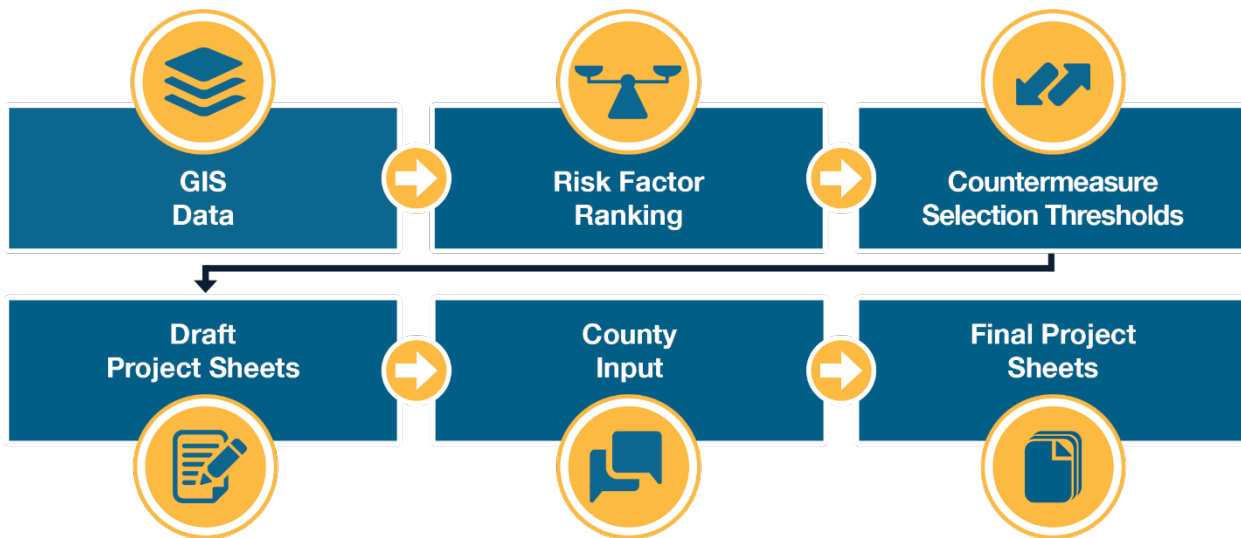 GIS
Data
Risk Factor
Ranking
Countermeasure
Selection Thresholds
Draft
Project Sheets
County
Input
Final Project
Sheets